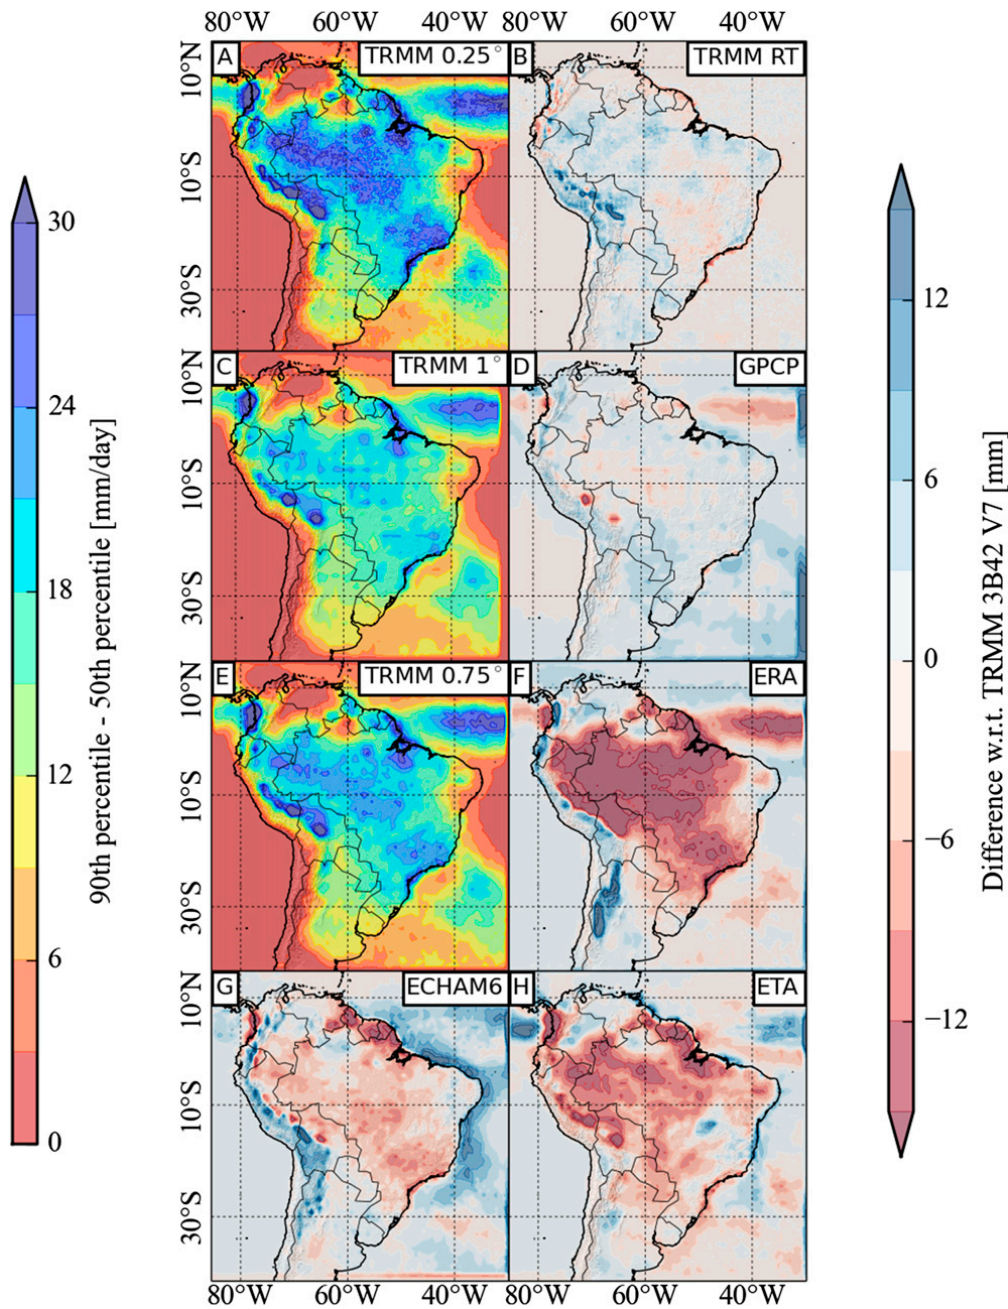 80°W 60°W 40°W
A TRMM 0.25°
B TRMM RT
C TRMM 1°
D GPCP
E TRMM 0.75°
F ERA
G ECHAM6
H ETA
10°N
10°S
30°S
10°N
10°S
30°S
10°N
10°S
30°S
10°N
10°S
30°S
80°W 60°W 40°W
80°W 60°W 40°W
80°W 60°W 40°W
30
24
18
12
6
0
90th percentile - 50th percentile [mm/day]
12
6
0
−6
−12
Difference w.r.t. TRMM 3B42 V7 [mm]